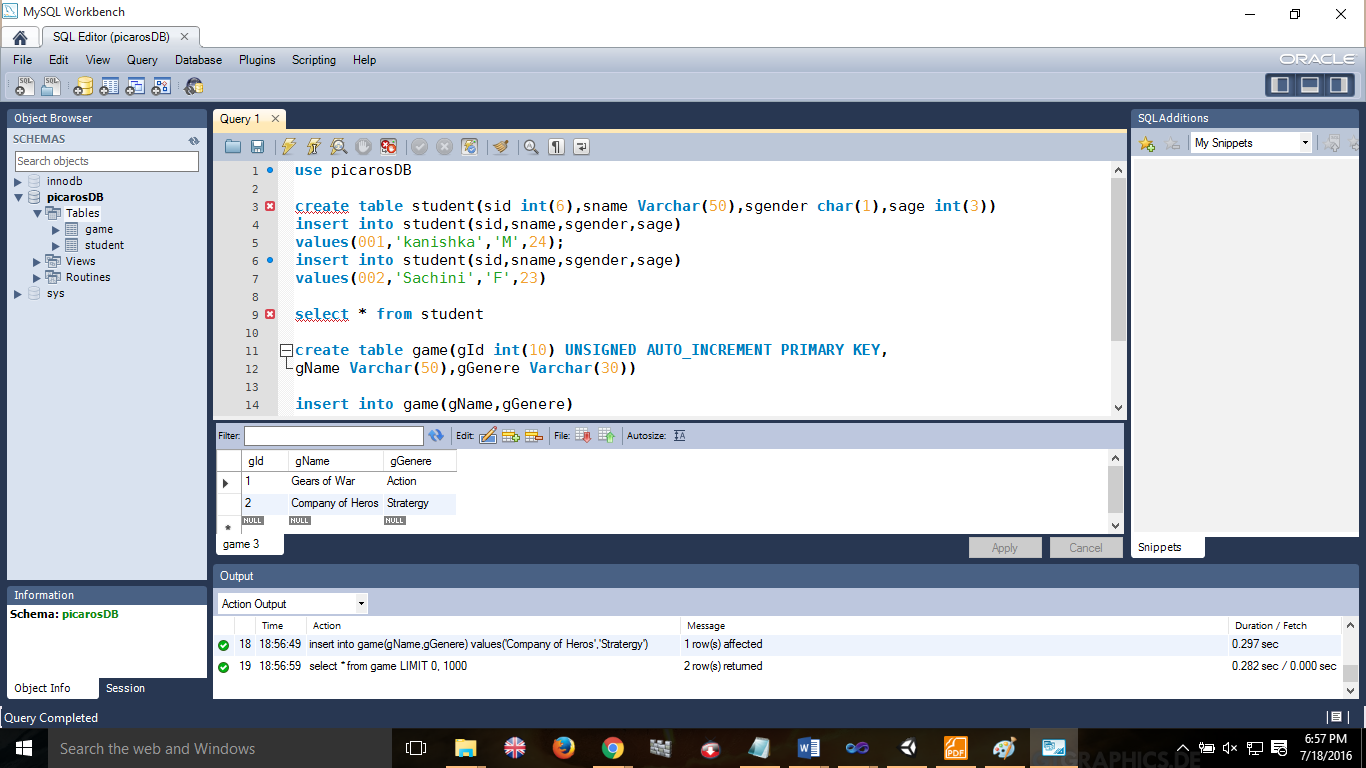 MySQL Workbench
SQL Editor (picarosDB)
File Edit View Query Database Plugins Scripting Help
ORACLE
Object Browser
SCHEMAS
Search objects
innodb
picarosDB
Tables
game
student
Views
Routines
sys
Information
Schema: picarosDB
Object Info Session
Query 1
1 use picarosDB
2
3 create table student(sid int(6),sname Varchar(50),sgender char(1),sage int(3))
4 insert into student(sid,sname,sgender,sage)
5 values(001,'kanishka','M',24);
6 insert into student(sid,sname,sgender,sage)
7 values(002,'Sachini','F',23)
8
9 select * from student
10
11 create table game(gId int(10) UNSIGNED AUTO_INCREMENT PRIMARY KEY,
12 gName Varchar(50),gGenere Varchar(30))
13
14 insert into game(gName,gGenere)
Filter: Edit: File: Autosize:
gId gName gGenere
1 Gears of War Action
2 Company of Heros Stratergy
NULL NULL NULL
game 3
Apply Cancel
SQLAdditions
My Snippets
Snippets
Output
Action Output
Time Action Message Duration / Fetch
18 18:56:49 insert into game(gName,gGenere) values('Company of Heros','Stratergy') 1 row(s) affected 0.297 sec
19 18:56:59 select * from game LIMIT 0, 1000 2 row(s) returned 0.282 sec / 0.000 sec
Query Completed
Search the web and Windows
6:57 PM
7/18/2016